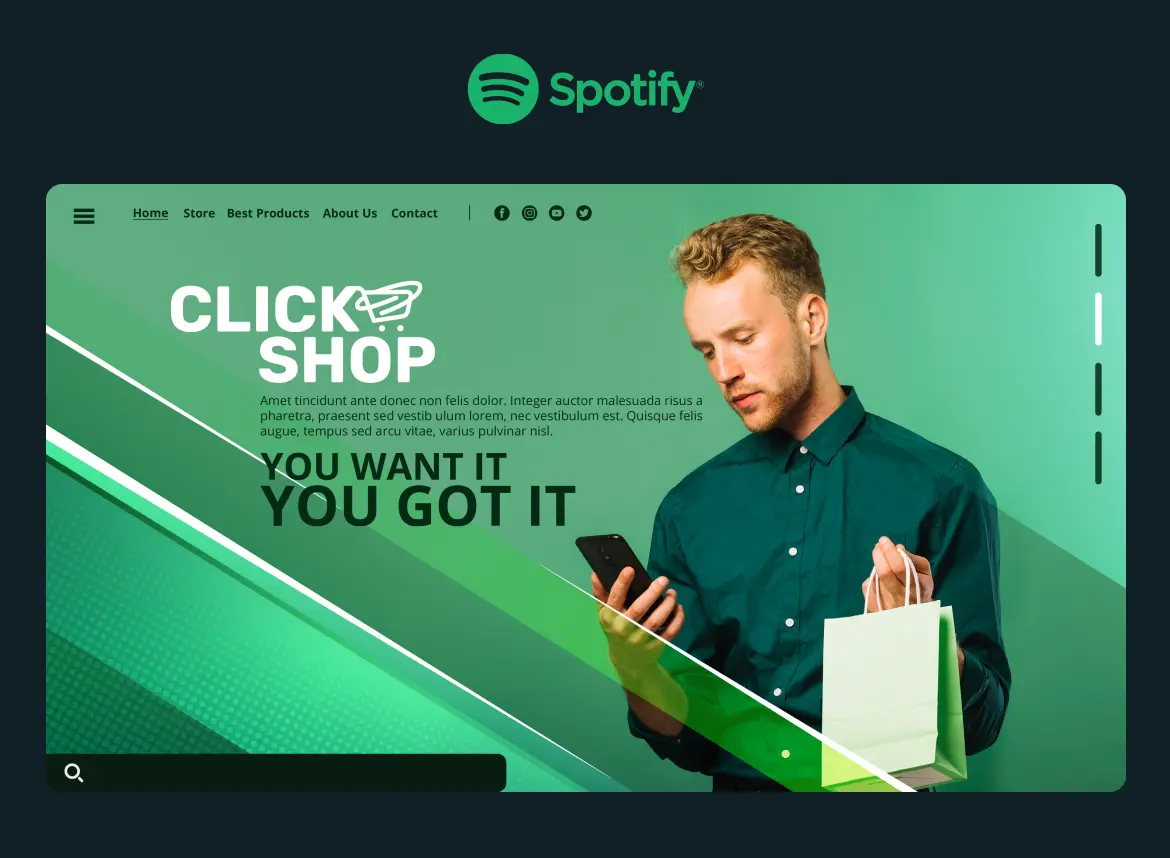 Spotify®
Home Store Best Products About Us Contact
CLICK
SHOP
Amet tincidunt ante donec non felis dolor. Integer auctor malesuada risus a
pharetra, praesent sed vestib ulum lorem, nec vestibulum est. Quisque felis
augue, tempus sed arcu vitae, varius pulvinar nisl.
YOU WANT IT
YOU GOT IT